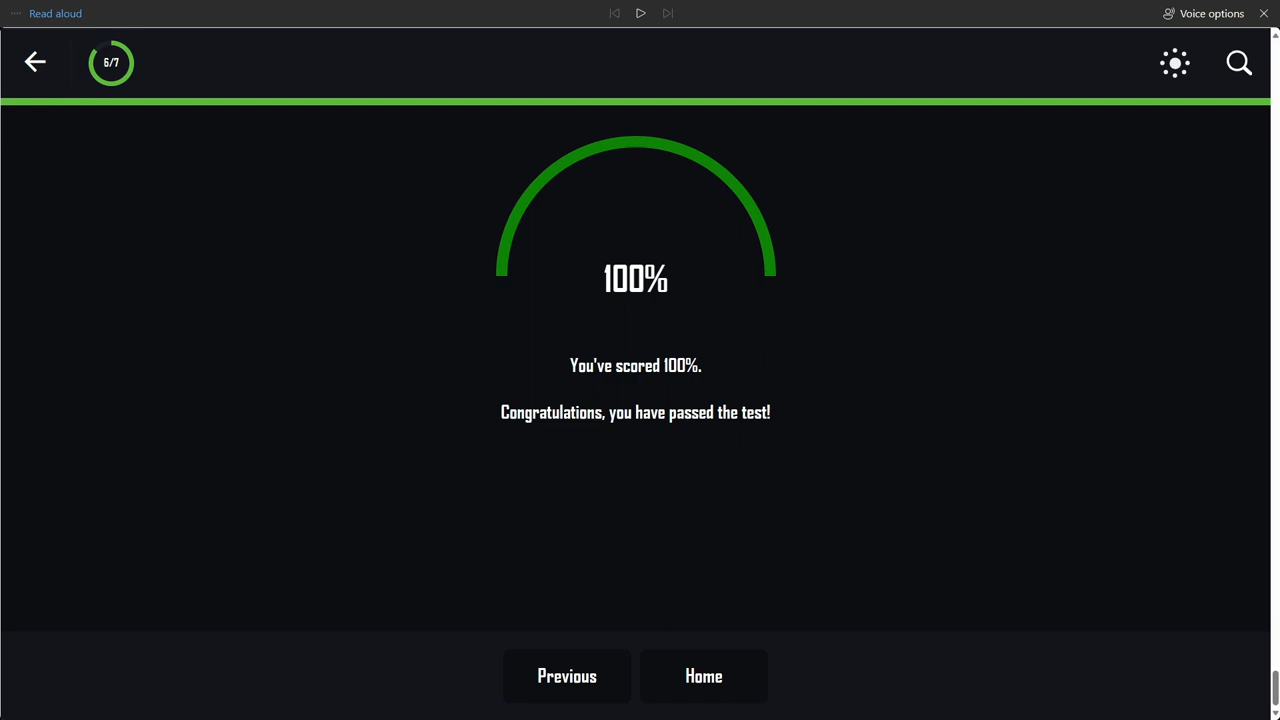 Read aloud
Voice options
6/7
100%
You've scored 100%.
Congratulations, you have passed the test!
Previous
Home